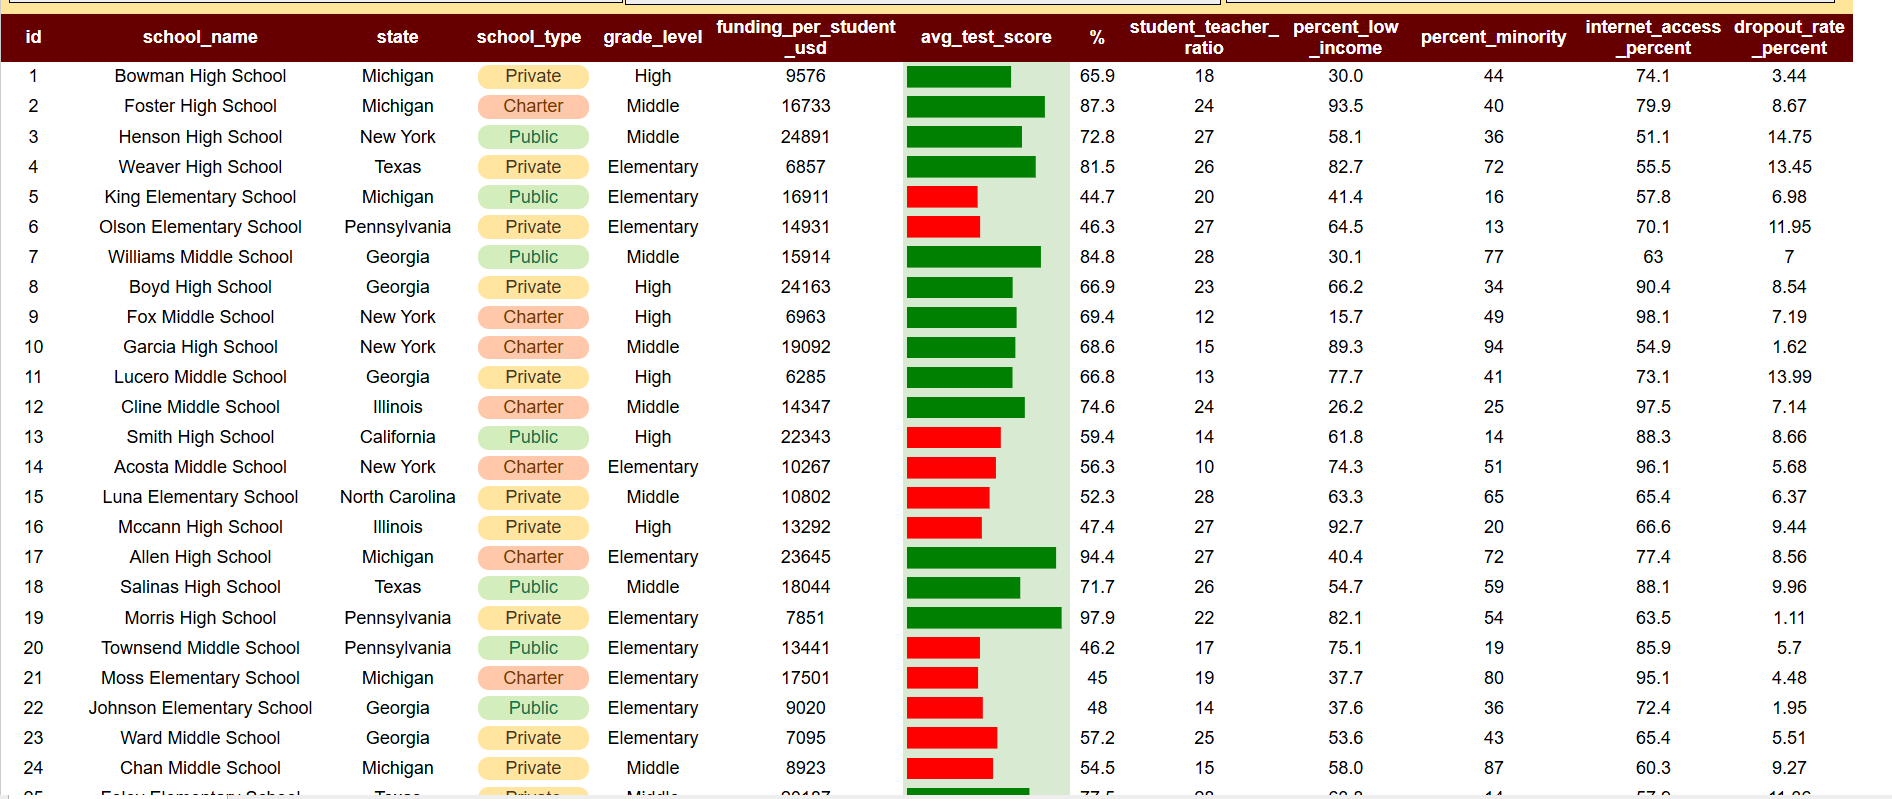 id school_name state school_type grade_level funding_per_student_usd avg_test_score % student_teacher_ratio percent_low_income percent_minority internet_access_percent dropout_rate_percent
1 Bowman High School Michigan Private High 9576 65.9 18 30.0 44 74.1 3.44
2 Foster High School Michigan Charter Middle 16733 87.3 24 93.5 40 79.9 8.67
3 Henson High School New York Public Middle 24891 72.8 27 58.1 36 51.1 14.75
4 Weaver High School Texas Private Elementary 6857 81.5 26 82.7 72 55.5 13.45
5 King Elementary School Michigan Public Elementary 16911 44.7 20 41.4 16 57.8 6.98
6 Olson Elementary School Pennsylvania Private Elementary 14931 46.3 27 64.5 13 70.1 11.95
7 Williams Middle School Georgia Public Middle 15914 84.8 28 30.1 77 63 7
8 Boyd High School Georgia Private High 24163 66.9 23 66.2 34 90.4 8.54
9 Fox Middle School New York Charter High 6963 69.4 12 15.7 49 98.1 7.19
10 Garcia High School New York Charter Middle 19092 68.6 15 89.3 94 54.9 1.62
11 Lucero Middle School Georgia Private High 6285 66.8 13 77.7 41 73.1 13.99
12 Cline Middle School Illinois Charter Middle 14347 74.6 24 26.2 25 97.5 7.14
13 Smith High School California Public High 22343 59.4 14 61.8 14 88.3 8.66
14 Acosta Middle School New York Charter Elementary 10267 56.3 10 74.3 51 96.1 5.68
15 Luna Elementary School North Carolina Private Middle 10802 52.3 28 63.3 65 65.4 6.37
16 Mccann High School Illinois Private High 13292 47.4 27 92.7 20 66.6 9.44
17 Allen High School Michigan Charter Elementary 23645 94.4 27 40.4 72 77.4 8.56
18 Salinas High School Texas Public Middle 18044 71.7 26 54.7 59 88.1 9.96
19 Morris High School Pennsylvania Private Elementary 7851 97.9 22 82.1 54 63.5 1.11
20 Townsend Middle School Pennsylvania Public Elementary 13441 46.2 17 75.1 19 85.9 5.7
21 Moss Elementary School Michigan Charter Elementary 17501 45 19 37.7 80 95.1 4.48
22 Johnson Elementary School Georgia Public Elementary 9020 48 14 37.6 36 72.4 1.95
23 Ward Middle School Georgia Private Elementary 7095 57.2 25 53.6 43 65.4 5.51
24 Chan Middle School Michigan Private Middle 8923 54.5 15 58.0 87 60.3 9.27